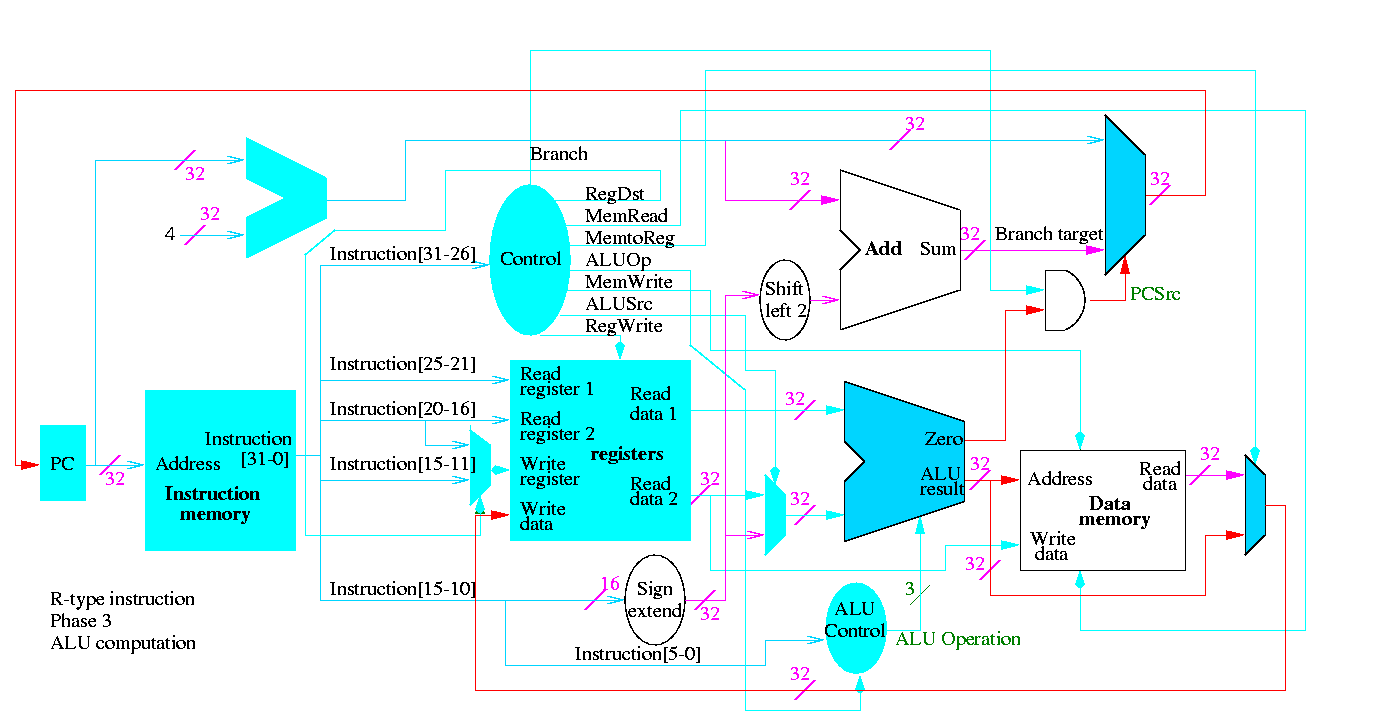 32
Branch
32
32
32
RegDst
32
MemRead
4
32
MemtoReg
Instruction[31-26]
Control
Add
Sum
Branch target
ALUOp
MemWrite
Shift
left 2
PCSrc
ALUSrc
RegWrite
Instruction[25-21]
Read
register 1
Read
data 1
32
Instruction[20-16]
Read
register 2
registers
Zero
Instruction
[31-0]
PC
Address
32
Instruction
memory
Instruction[15-11]
Write
register
Read
data 2
32
32
ALU
result
32
Address
Read
data
32
Data
memory
Write
data
Write
data
32
Instruction[15-10]
16
Sign
extend
32
ALU
Control
3
ALU Operation
Instruction[5-0]
32
R-type instruction
Phase 3
ALU computation